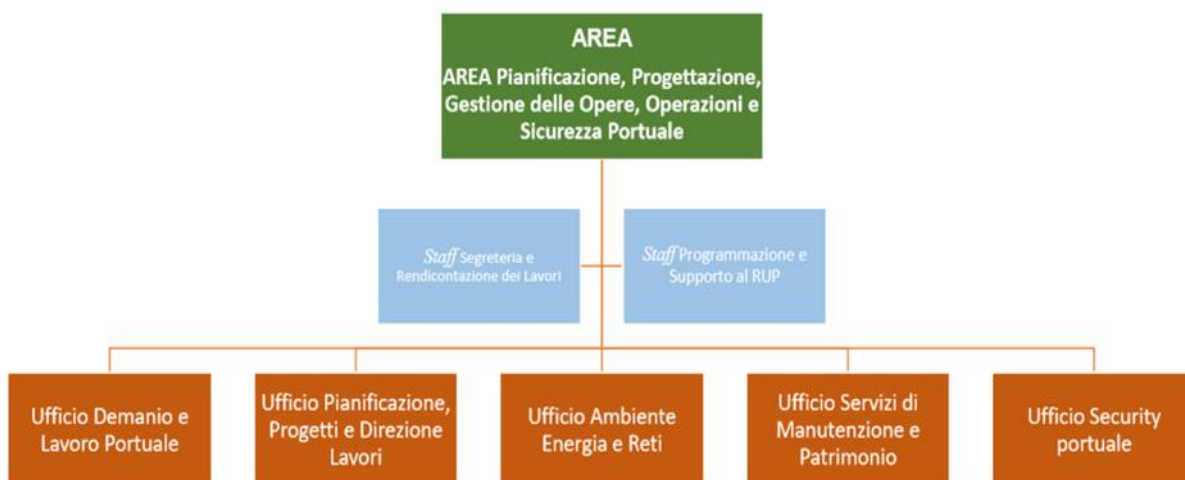 AREA
AREA Pianificazione, Progettazione,
Gestione delle Opere, Operazioni e
Sicurezza Portuale
Staff Segreteria e
Rendicontazione dei Lavori
Staff Programmazione e
Supporto al RUP
Ufficio Demanio e
Lavoro Portuale
Ufficio Pianificazione,
Progetti e Direzione
Lavori
Ufficio Ambiente
Energia e Reti
Ufficio Servizi di
Manutenzione e
Patrimonio
Ufficio Security
portuale